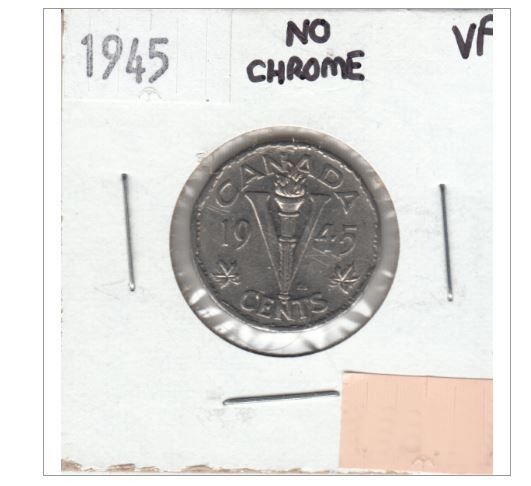 1945
NO
CHROME
VF
CANADA
19 45
CENTS